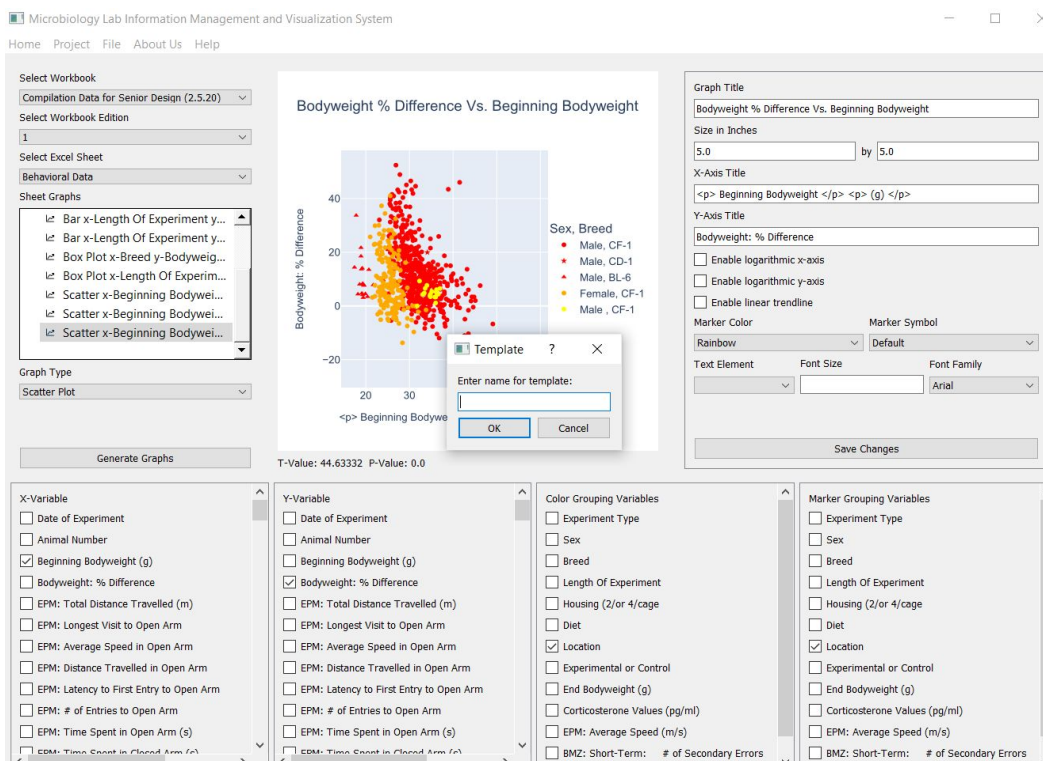 Microbiology Lab Information Management and Visualization System
Home Project File About Us Help
Select Workbook
Compilation Data for Senior Design (2.5.20)
Select Workbook Edition
1
Select Excel Sheet
Behavioral Data
Sheet Graphs
Bar x-Length Of Experiment y...
Bar x-Length Of Experiment y...
Box Plot x-Breed y-Bodyweig...
Box Plot x-Length Of Experim...
Scatter x-Beginning Bodywei...
Scatter x-Beginning Bodywei...
Scatter x-Beginning Bodywei...
Graph Type
Scatter Plot
Generate Graphs
Bodyweight % Difference Vs. Beginning Bodyweight
Bodyweight: % Difference
40
20
0
−20
20 30
<p> Beginning Bodywe
Sex, Breed
Male, CF-1
Male, CD-1
Male, BL-6
Female, CF-1
Male , CF-1
T-Value: 44.63332 P-Value: 0.0
Template ?
Enter name for template:
OK Cancel
Graph Title
Bodyweight % Difference Vs. Beginning Bodyweight
Size in Inches
5.0 by 5.0
X-Axis Title
<p> Beginning Bodyweight </p> <p> (g) </p>
Y-Axis Title
Bodyweight: % Difference
Enable logarithmic x-axis
Enable logarithmic y-axis
Enable linear trendline
Marker Color Marker Symbol
Rainbow Default
Text Element Font Size Font Family
Arial
Save Changes
X-Variable
Date of Experiment
Animal Number
Beginning Bodyweight (g)
Bodyweight: % Difference
EPM: Total Distance Travelled (m)
EPM: Longest Visit to Open Arm
EPM: Average Speed in Open Arm
EPM: Distance Travelled in Open Arm
EPM: Latency to First Entry to Open Arm
EPM: # of Entries to Open Arm
EPM: Time Spent in Open Arm (s)
EPM: Time Spent in Closed Arm (s)
Y-Variable
Date of Experiment
Animal Number
Beginning Bodyweight (g)
Bodyweight: % Difference
EPM: Total Distance Travelled (m)
EPM: Longest Visit to Open Arm
EPM: Average Speed in Open Arm
EPM: Distance Travelled in Open Arm
EPM: Latency to First Entry to Open Arm
EPM: # of Entries to Open Arm
EPM: Time Spent in Open Arm (s)
EPM: Time Spent in Closed Arm (s)
Color Grouping Variables
Experiment Type
Sex
Breed
Length Of Experiment
Housing (2/or 4/cage
Diet
Location
Experimental or Control
End Bodyweight (g)
Corticosterone Values (pg/ml)
EPM: Average Speed (m/s)
BMZ: Short-Term: # of Secondary Errors
Marker Grouping Variables
Experiment Type
Sex
Breed
Length Of Experiment
Housing (2/or 4/cage
Diet
Location
Experimental or Control
End Bodyweight (g)
Corticosterone Values (pg/ml)
EPM: Average Speed (m/s)
BMZ: Short-Term: # of Secondary Errors